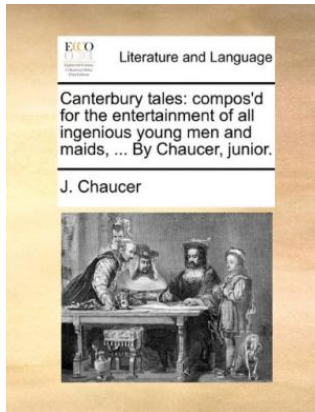 ECCO
Literature and Language
Canterbury tales: compos'd
for the entertainment of all
ingenious young men and
maids, ... By Chaucer, junior.
J. Chaucer